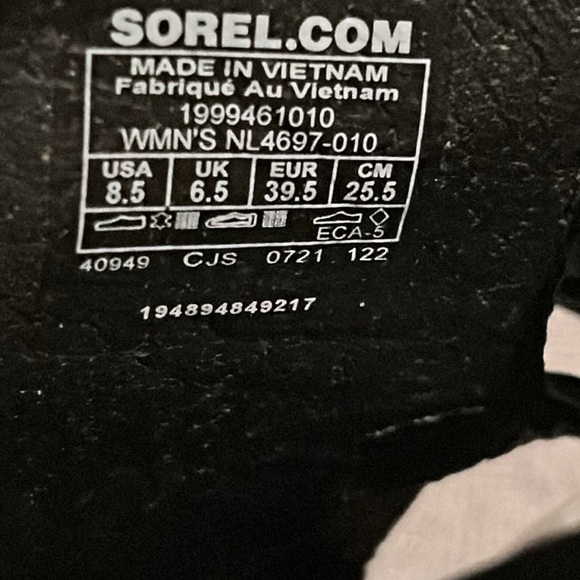 SOREL.COM
MADE IN VIETNAM
Fabriqué Au Vietnam
1999461010
WMN'S NL4697-010
USA UK EUR CM
8.5 6.5 39.5 25.5
ECA-5
40949 CJS 0721 122
194894849217